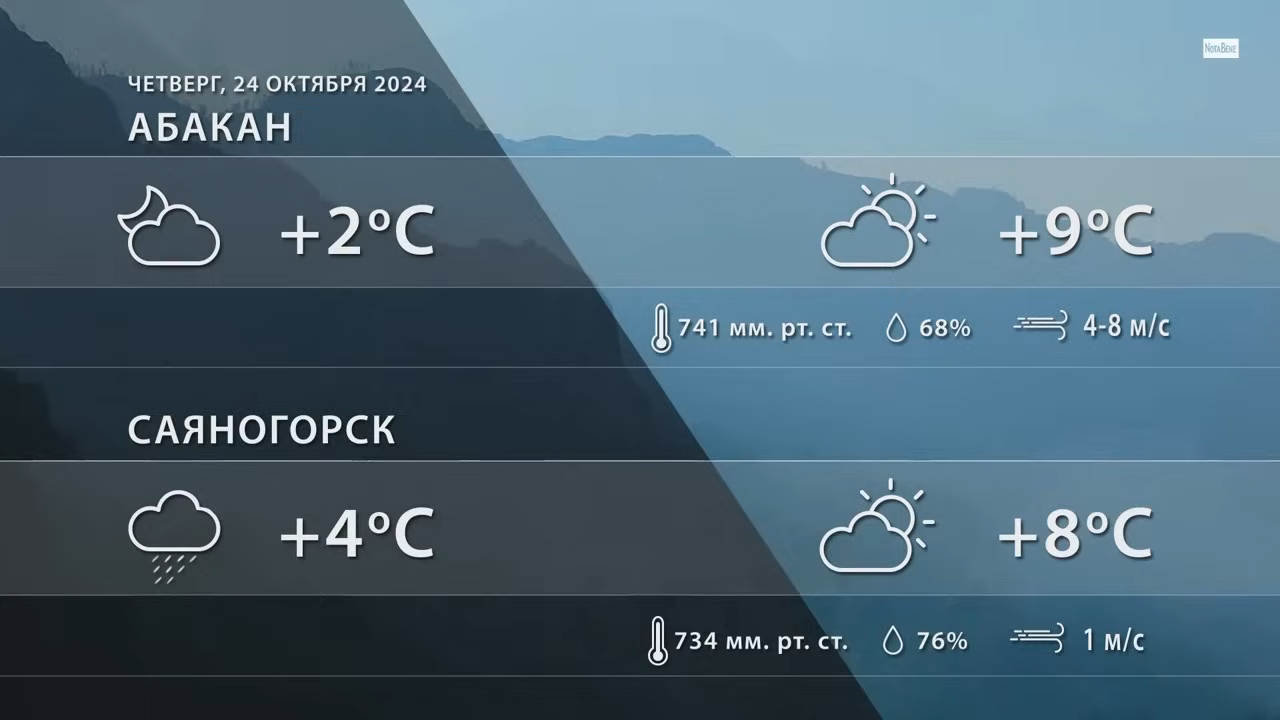 NOTABENE
ЧЕТВЕРГ, 24 ОКТЯБРЯ 2024
АБАКАН
+2ºC +9ºC
741 мм. рт. ст. 68% 4-8 м/с
САЯНОГОРСК
+4ºC +8ºC
734 мм. рт. ст. 76% 1 м/с